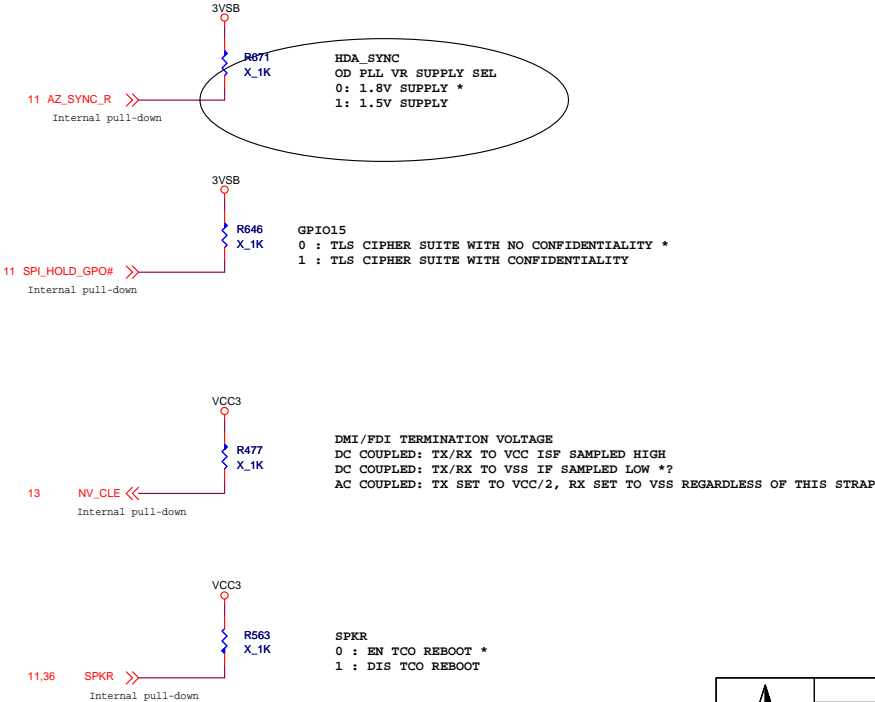 3VSB
R671
X_1K
HDA_SYNC
OD PLL VR SUPPLY SEL
0: 1.8V SUPPLY *
1: 1.5V SUPPLY
11 AZ_SYNC_R
Internal pull-down
3VSB
R646
X_1K
GPIO15
0 : TLS CIPHER SUITE WITH NO CONFIDENTIALITY *
1 : TLS CIPHER SUITE WITH CONFIDENTIALITY
11 SPI_HOLD_GPO#
Internal pull-down
VCC3
R477
X_1K
DMI/FDI TERMINATION VOLTAGE
DC COUPLED: TX/RX TO VCC ISF SAMPLED HIGH
DC COUPLED: TX/RX TO VSS IF SAMPLED LOW *?
AC COUPLED: TX SET TO VCC/2, RX SET TO VSS REGARDLESS OF THIS STRAP
13 NV_CLE
Internal pull-down
VCC3
R563
X_1K
SPKR
0 : EN TCO REBOOT *
1 : DIS TCO REBOOT
11,36 SPKR
Internal pull-down